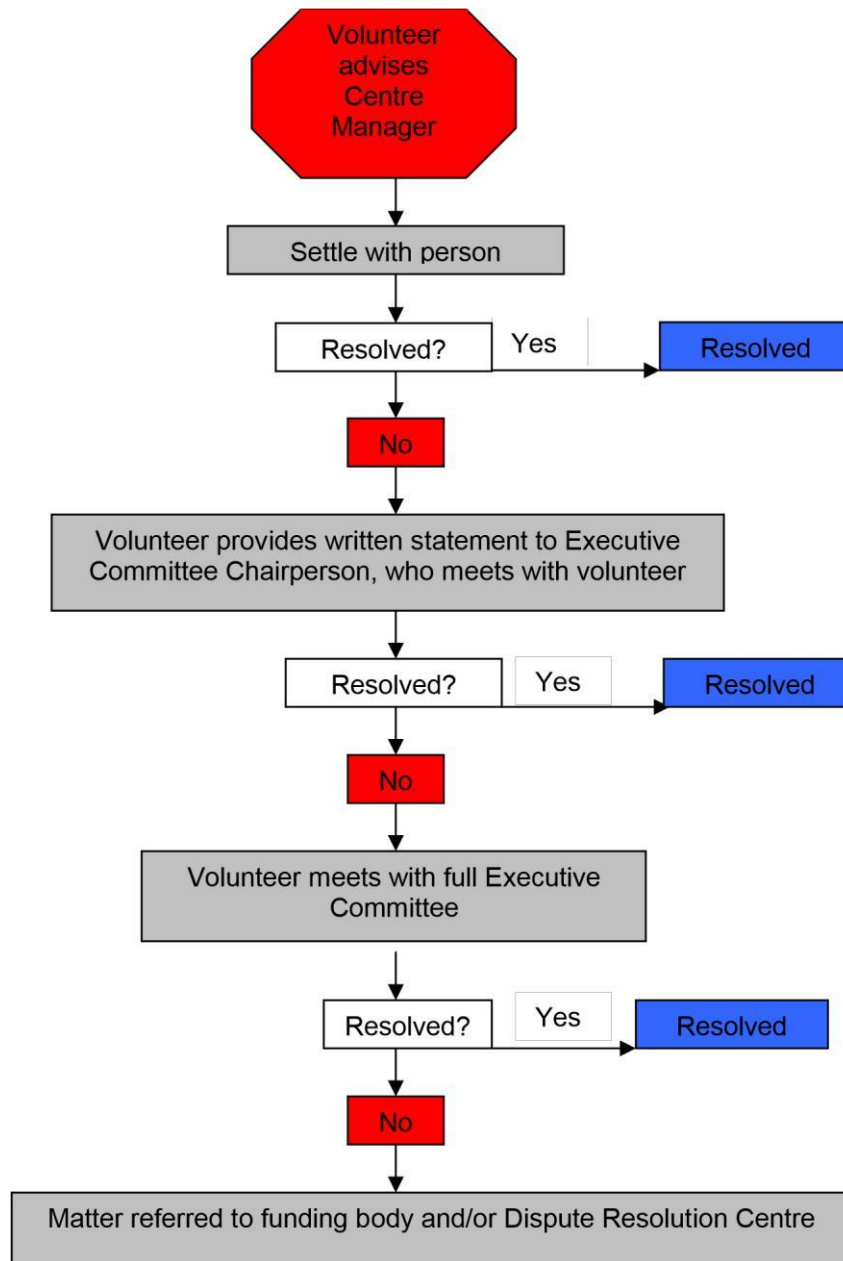 Volunteer
advises
Centre
Manager
Settle with person
Resolved?
Yes
Resolved
No
Volunteer provides written statement to Executive
Committee Chairperson, who meets with volunteer
Resolved?
Yes
Resolved
No
Volunteer meets with full Executive
Committee
Resolved?
Yes
Resolved
No
Matter referred to funding body and/or Dispute Resolution Centre